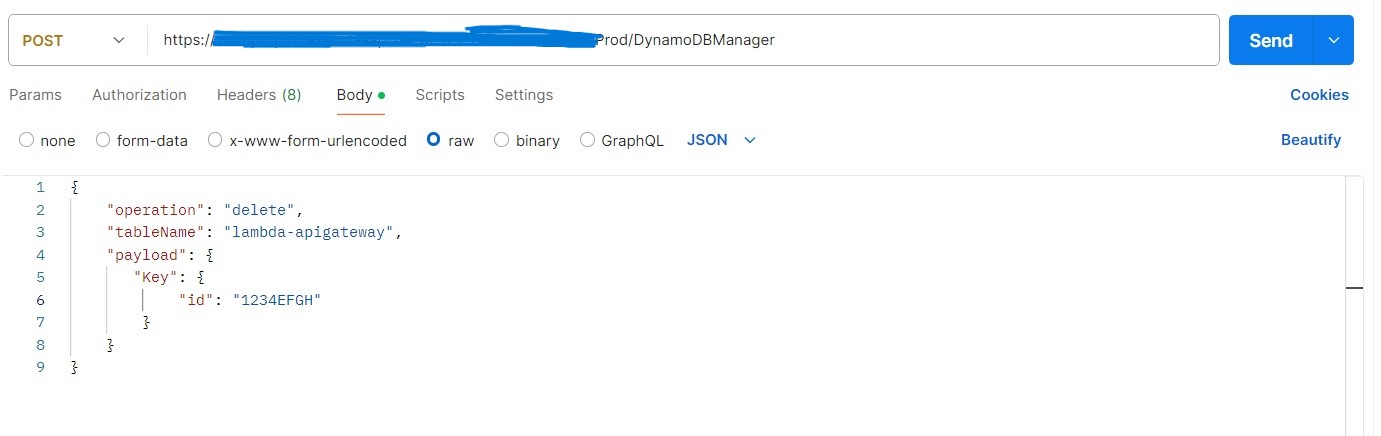 POST https:// Prod/DynamoDBManager Send
Params Authorization Headers (8) Body Scripts Settings Cookies
none form-data x-www-form-urlencoded raw binary GraphQL JSON Beautify
1 {
2 "operation": "delete",
3 "tableName": "lambda-apigateway",
4 "payload": {
5 "Key": {
6 "id": "1234EFGH"
7 }
8 }
9 }